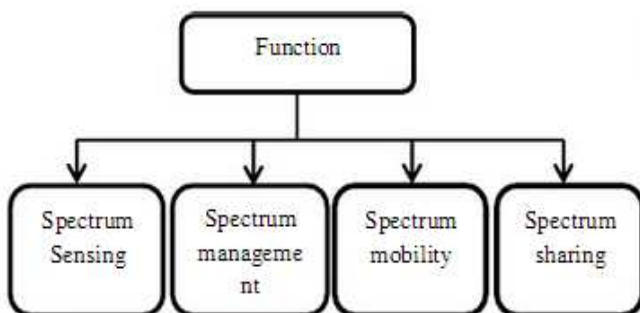 Function
Spectrum
Sensing
Spectrum
manageme
nt
Spectrum
mobility
Spectrum
sharing